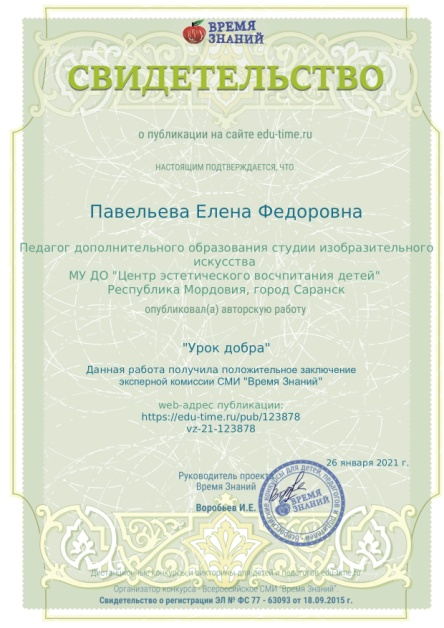 ВРЕМЯ
ЗНАНИЙ
СВИДЕТЕЛЬСТВО
о публикации на сайте edu-time.ru
НАСТОЯЩИМ ПОДТВЕРЖДАЕТСЯ, ЧТО
Павельева Елена Федоровна
Педагог дополнительного образования студии изобразительного
искусства
МУ ДО "Центр эстетического восчпитания детей"
Республика Мордовия, город Саранск
опубликовал(а) авторскую работу
"Урок добра"
Данная работа получила положительное заключение
эксперной комиссии СМИ "Время Знаний"
web-адрес публикации:
https://edu-time.ru/pub/123878
vz-21-123878
26 января 2021 г.
Руководитель проекта
Время Знаний
Воробьев И.Е.
ВРЕМЯ
ЗНАНИЙ
Дистанционные конкурсы и викторины для детей и педагогов edu-time.ru
Организатор конкурса - Всероссийское СМИ "Время Знаний"
Свидетельство о регистрации ЭЛ № ФС 77 - 63093 от 18.09.2015 г.